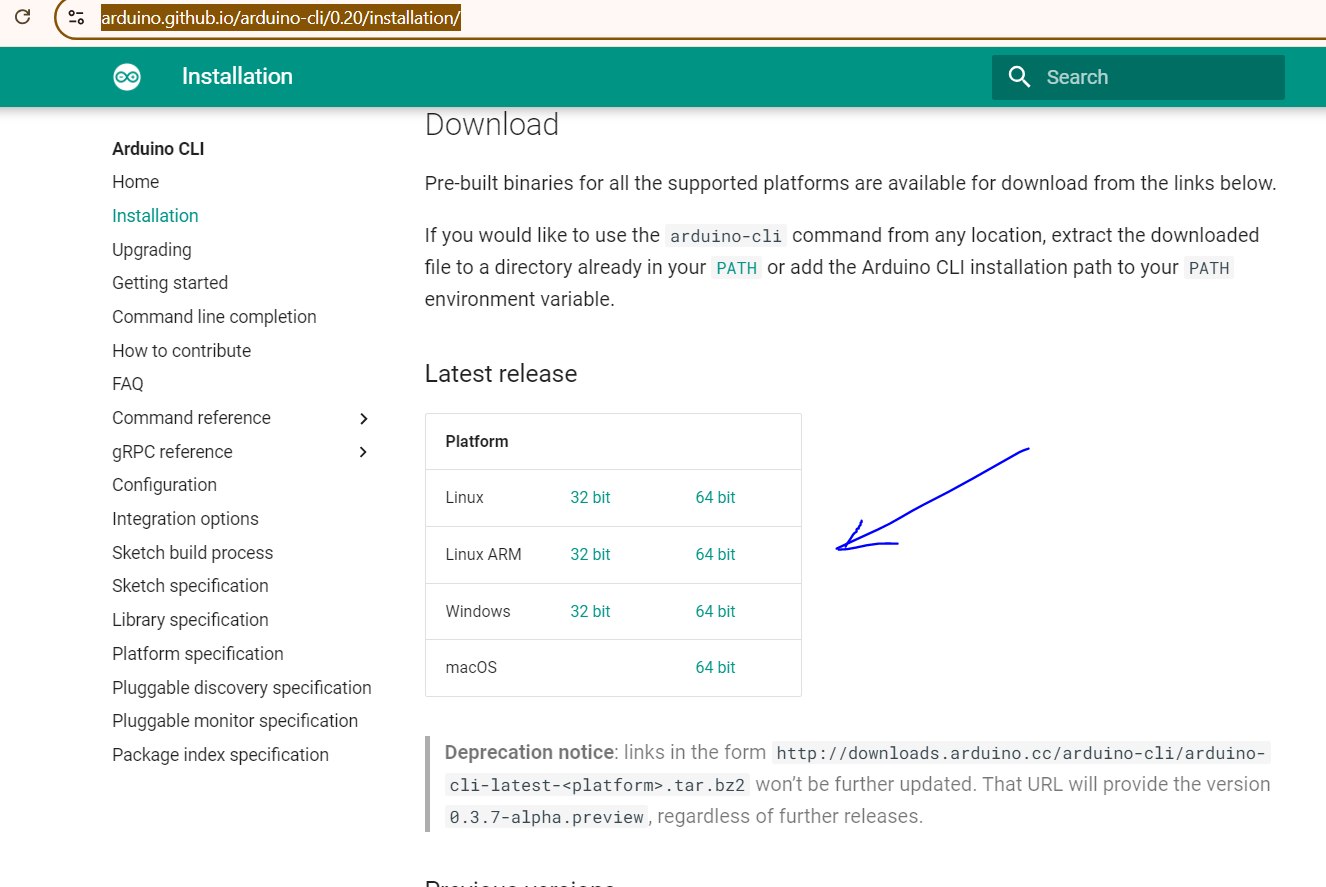 arduino.github.io/arduino-cli/0.20/installation/
Installation
Search
Arduino CLI
Home
Installation
Upgrading
Getting started
Command line completion
How to contribute
FAQ
Command reference
gRPC reference
Configuration
Integration options
Sketch build process
Sketch specification
Library specification
Platform specification
Pluggable discovery specification
Pluggable monitor specification
Package index specification
Download
Pre-built binaries for all the supported platforms are available for download from the links below.
If you would like to use the arduino-cli command from any location, extract the downloaded
file to a directory already in your PATH or add the Arduino CLI installation path to your PATH
environment variable.
Latest release
Platform
Linux 32 bit 64 bit
Linux ARM 32 bit 64 bit
Windows 32 bit 64 bit
macOS 64 bit
Deprecation notice: links in the form http://downloads.arduino.cc/arduino-cli/arduino-
cli-latest-<platform>.tar.bz2 won’t be further updated. That URL will provide the version
0.3.7-alpha.preview, regardless of further releases.
Previous versions